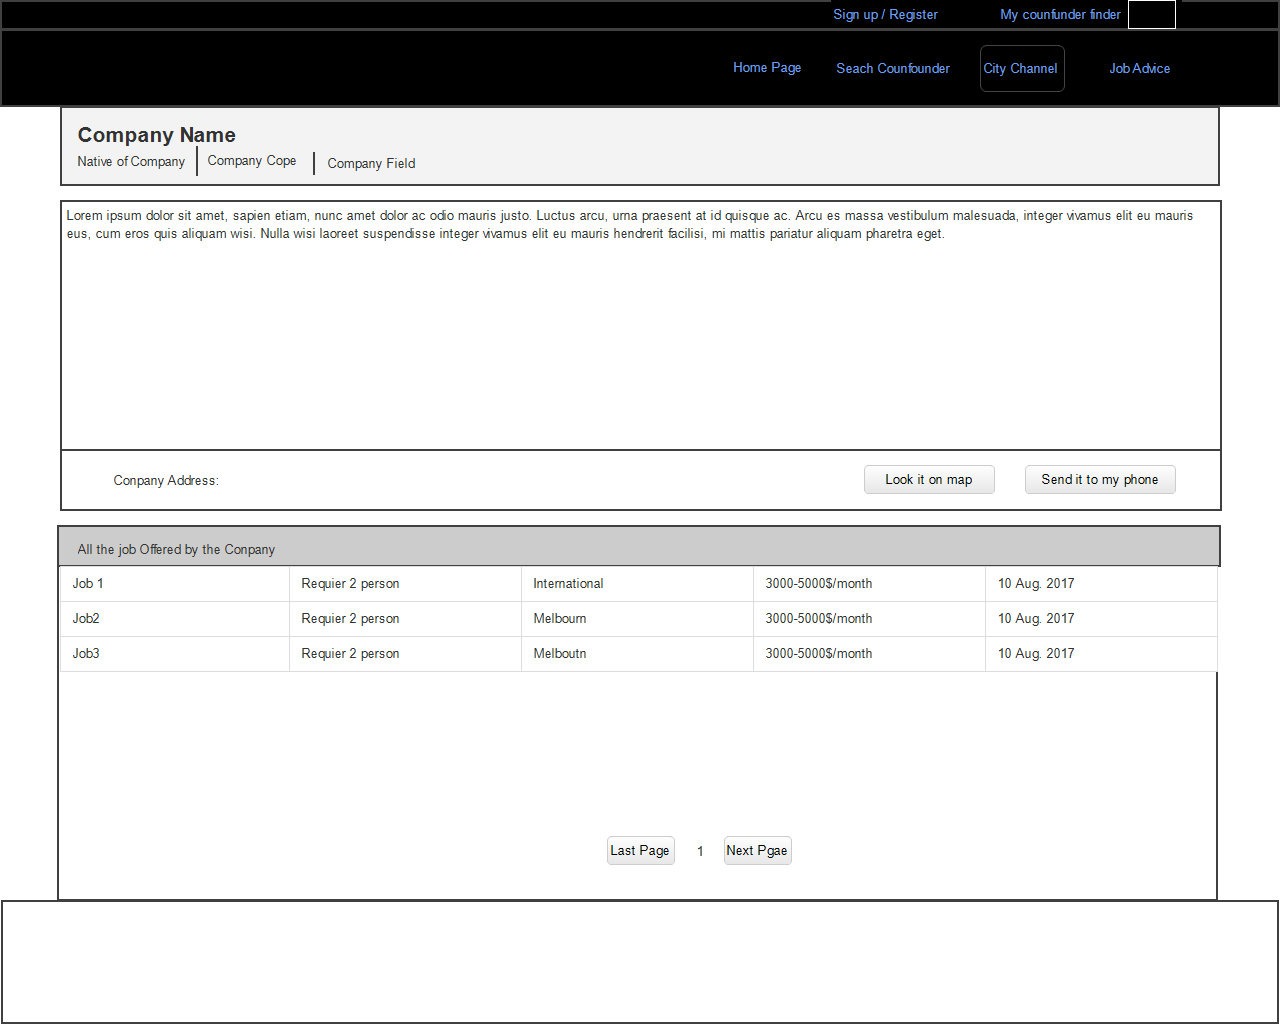 Sign up / Register My counfunder finder
Home Page Seach Counfounder City Channel Job Advice
Company Name
Native of Company Company Cope Company Field
Lorem ipsum dolor sit amet, sapien etiam, nunc amet dolor ac odio mauris justo. Luctus arcu, urna praesent at id quisque ac. Arcu es massa vestibulum malesuada, integer vivamus elit eu mauris
eus, cum eros quis aliquam wisi. Nulla wisi laoreet suspendisse integer vivamus elit eu mauris hendrerit facilisi, mi mattis pariatur aliquam pharetra eget.
Conpany Address: Look it on map Send it to my phone
All the job Offered by the Conpany
Job 1 Requier 2 person International 3000-5000$/month 10 Aug. 2017
Job2 Requier 2 person Melbourn 3000-5000$/month 10 Aug. 2017
Job3 Requier 2 person Melboutn 3000-5000$/month 10 Aug. 2017
Last Page 1 Next Pgae